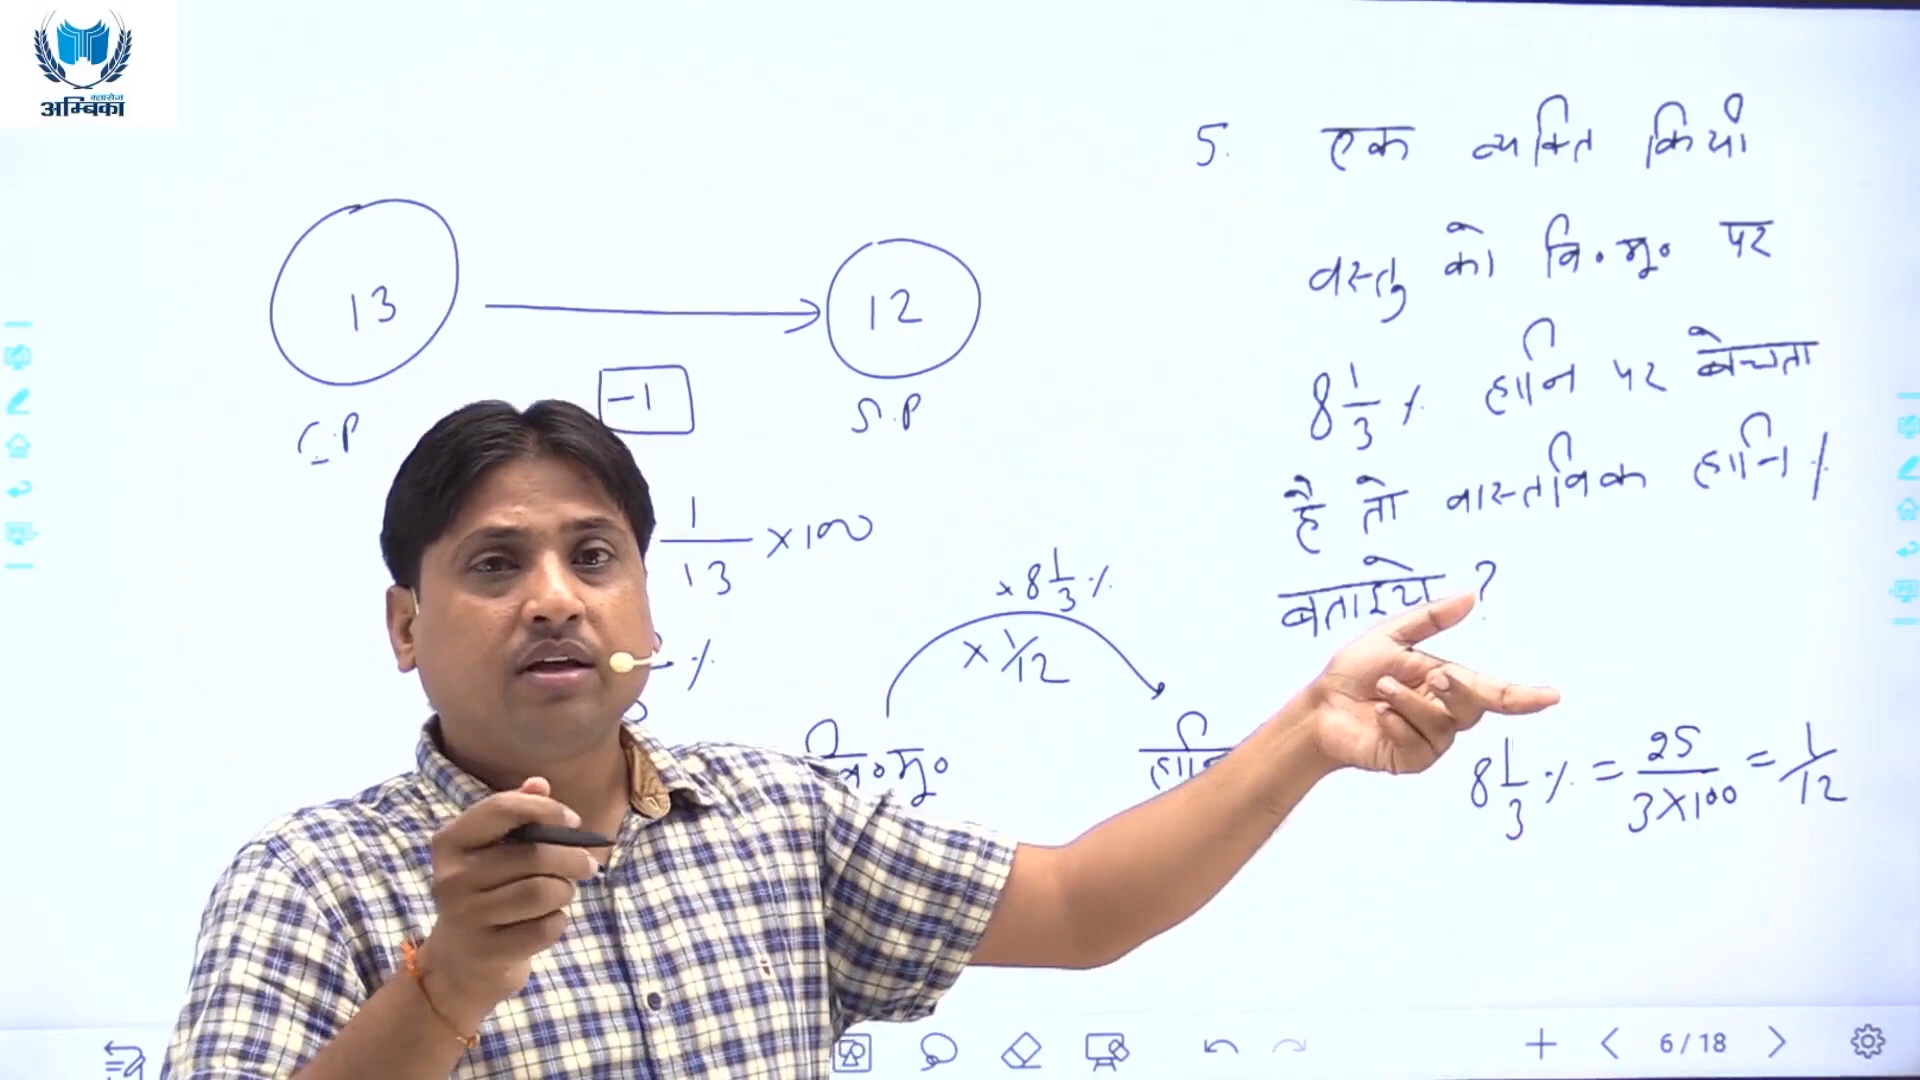 क्लासेज
अम्बिका
5. एक व्यक्ति किसी
वस्तु को वि.मू. पर
8 1/3 % हानि पर बेचता
है तो वास्तविक हानि %
बताइये ?
13
12
-1
C.P
S.P
1/13 × 100
%
× 8 1/3 %
× 1/12
मू०
8 1/3 % = 25/3×100 = 1/12
6/18